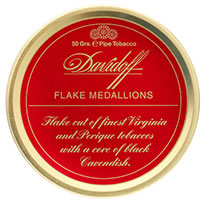 50 Grs. e Pipe Tobacco
Davidoff
FLAKE MEDALLIONS
Flake cut of finest Virginia
and Perique tobaccos
with a core of black
Cavendish.